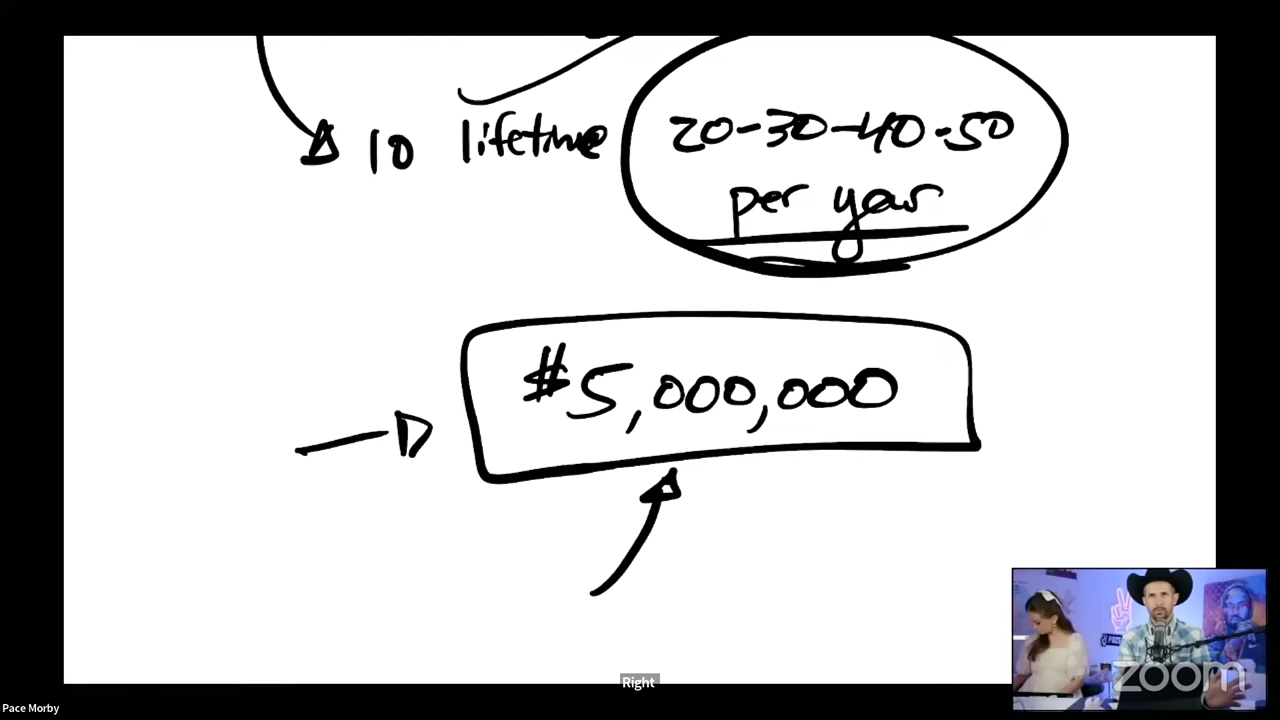 10 lifetime
20-30-40-50
per year
#5,000,000
Right
zoom
Pace Morby